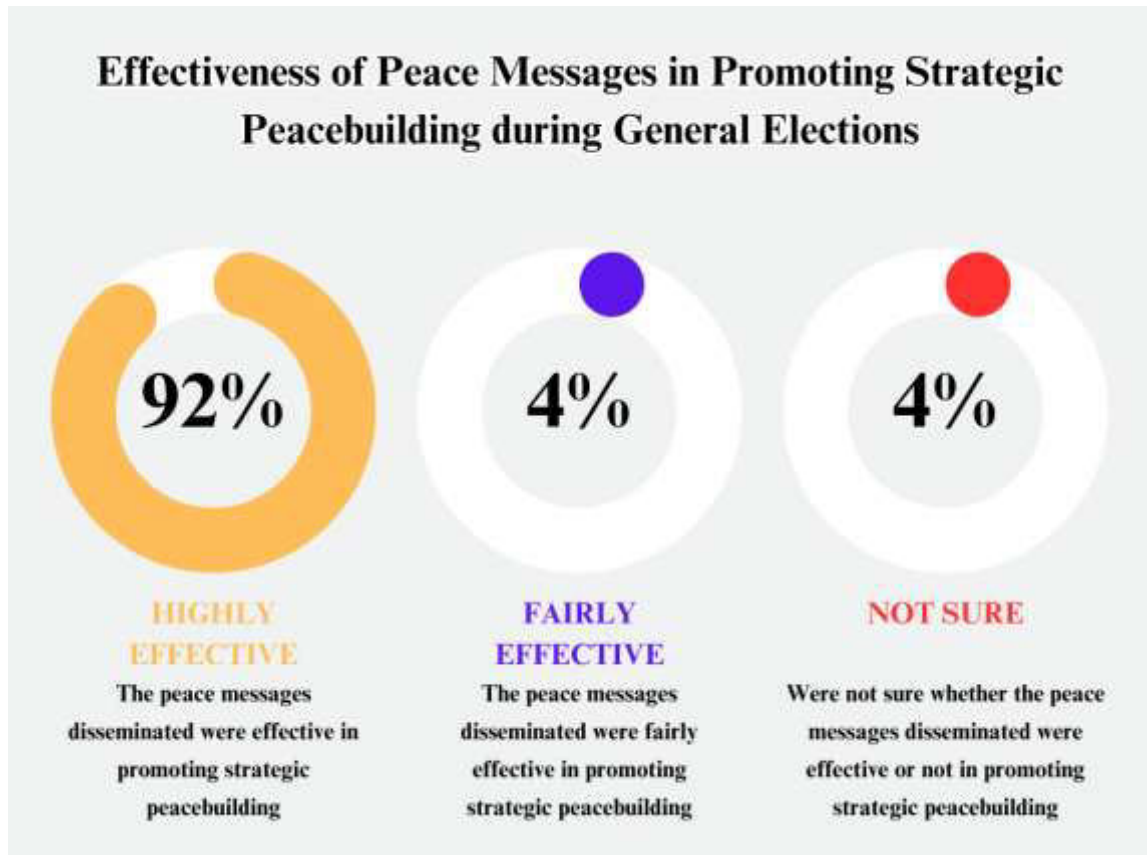 Effectiveness of Peace Messages in Promoting Strategic
Peacebuilding during General Elections
92%
4%
4%
HIGHLY
EFFECTIVE
The peace messages
disseminated were effective in
promoting strategic
peacebuilding
FAIRLY
EFFECTIVE
The peace messages
disseminated were fairly
effective in promoting
strategic peacebuilding
NOT SURE
Were not sure whether the peace
messages disseminated were
effective or not in promoting
strategic peacebuilding